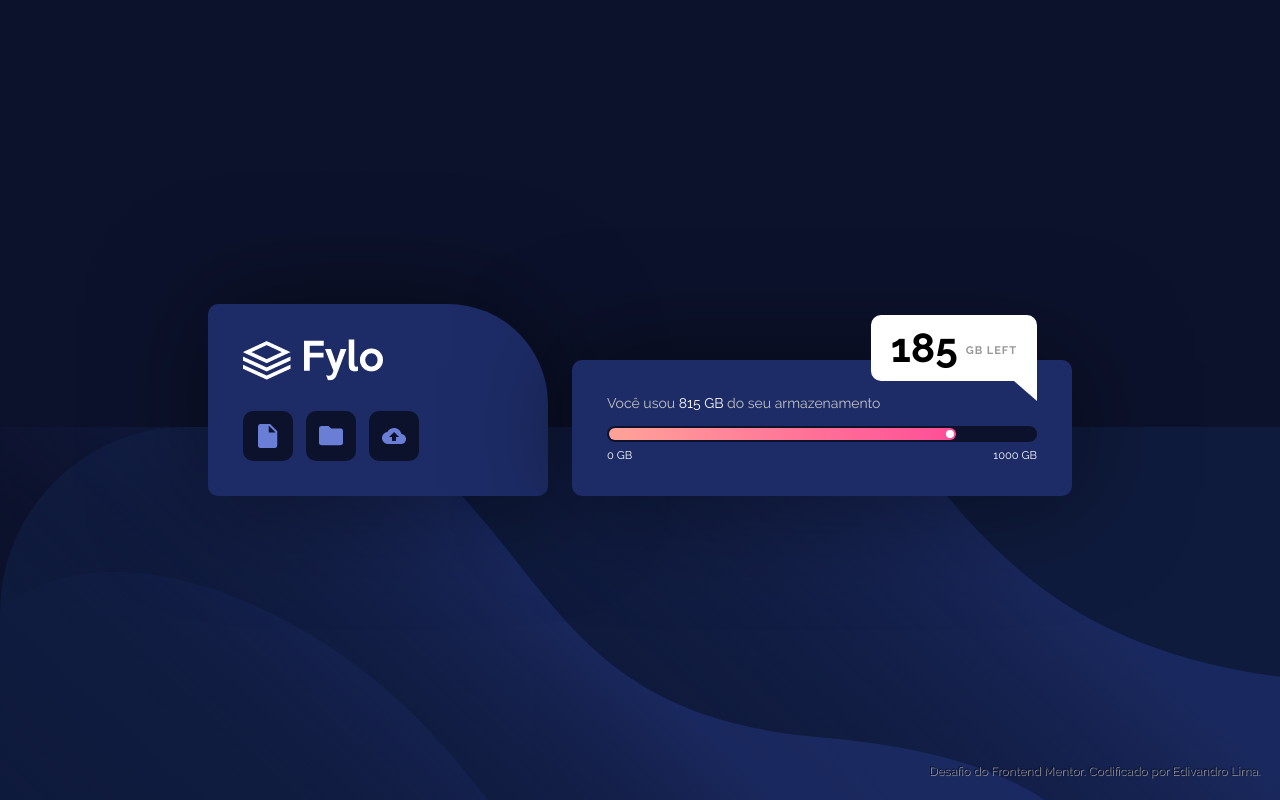 Fylo
185 GB LEFT
Você usou 815 GB do seu armazenamento
0 GB 1000 GB
Desafio do Frontend Mentor. Codificado por Edivandro Lima.